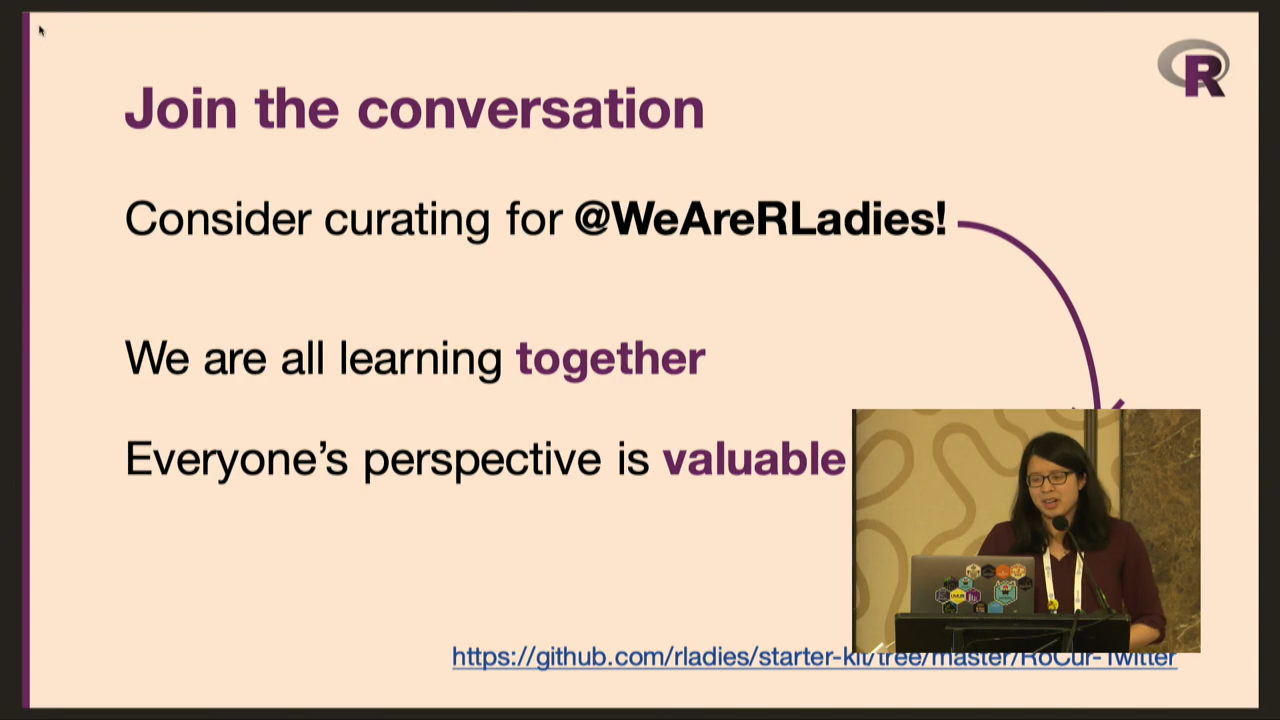 R
Join the conversation
Consider curating for @WeAreRLadies!
We are all learning together
Everyone’s perspective is valuable
https://github.com/rladies/starter-kit/tree/master/RoCur-Twitter